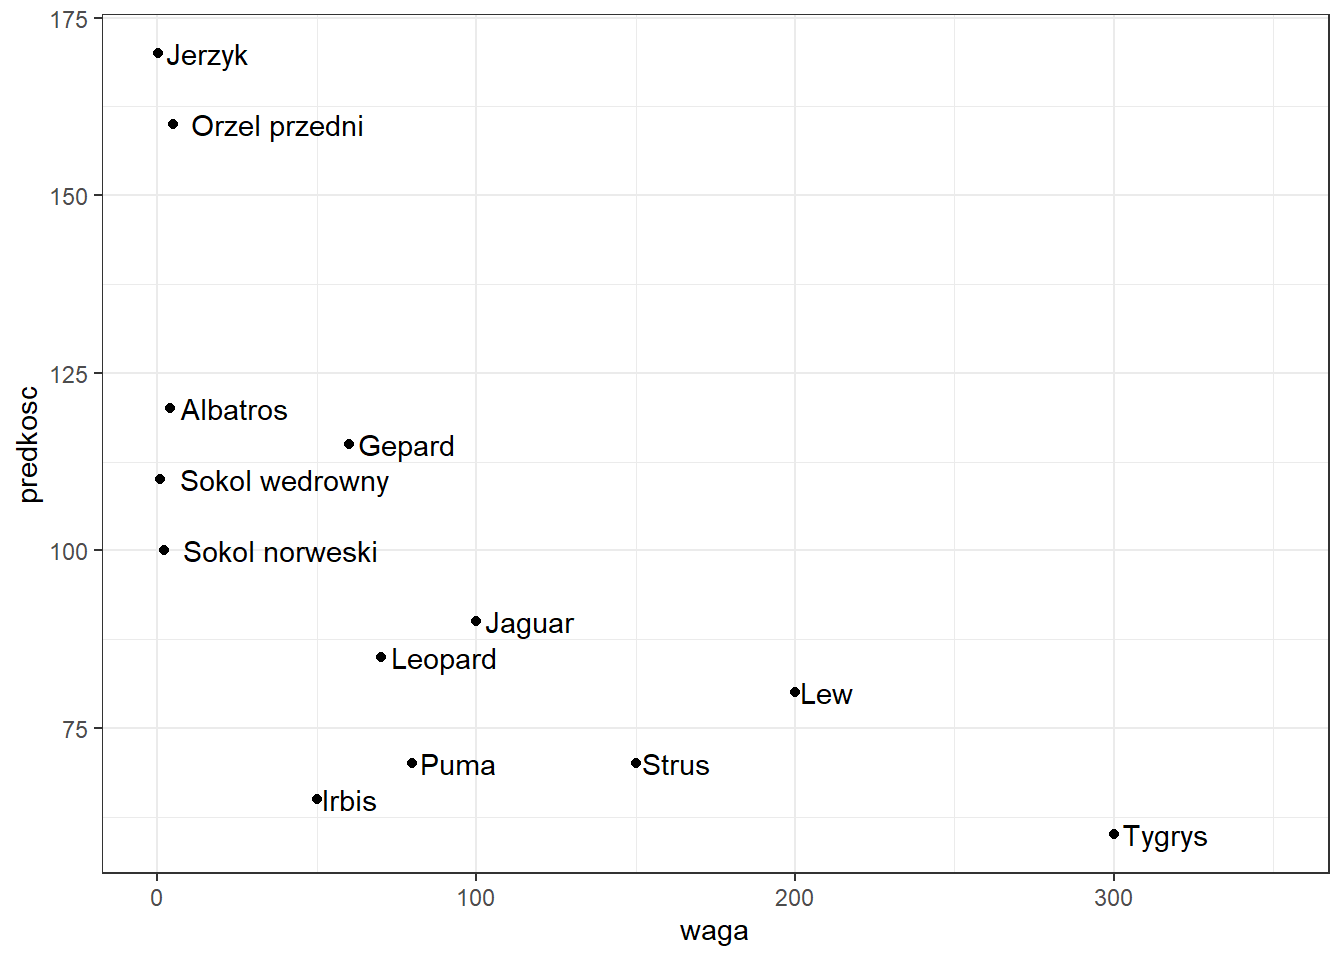 175
Jerzyk
Orzel przedni
150
125
Albatros
Gepard
predkosc
Sokol wedrowny
100
Sokol norweski
Jaguar
Leopard
Lew
75
Puma
Strus
Irbis
Tygrys
0
100
200
300
waga